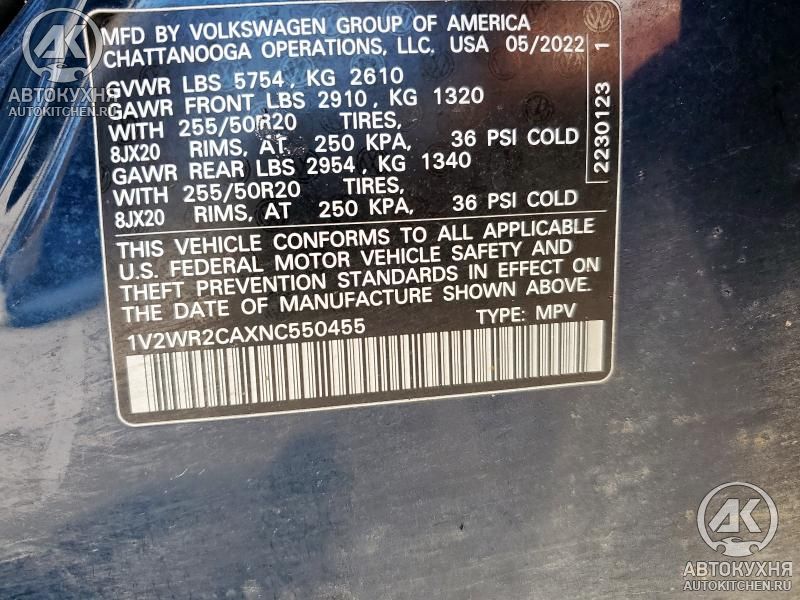 MFD BY VOLKSWAGEN GROUP OF AMERICA
CHATTANOOGA OPERATIONS, LLC, USA 05/2022
GVWR LBS 5754, KG 2610
GAWR FRONT LBS 2910, KG 1320
WITH 255/50R20 TIRES,
8JX20 RIMS, AT 250 KPA, 36 PSI COLD
GAWR REAR LBS 2954, KG 1340
WITH 255/50R20 TIRES,
8JX20 RIMS, AT 250 KPA, 36 PSI COLD
THIS VEHICLE CONFORMS TO ALL APPLICABLE
U.S. FEDERAL MOTOR VEHICLE SAFETY AND
THEFT PREVENTION STANDARDS IN EFFECT ON
THE DATE OF MANUFACTURE SHOWN ABOVE.
1V2WR2CAXNC550455 TYPE: MPV
2230123 1
АК
АВТОКУХНЯ
AUTOKITCHEN.RU
АК
АВТОКУХНЯ
AUTOKITCHEN.RU